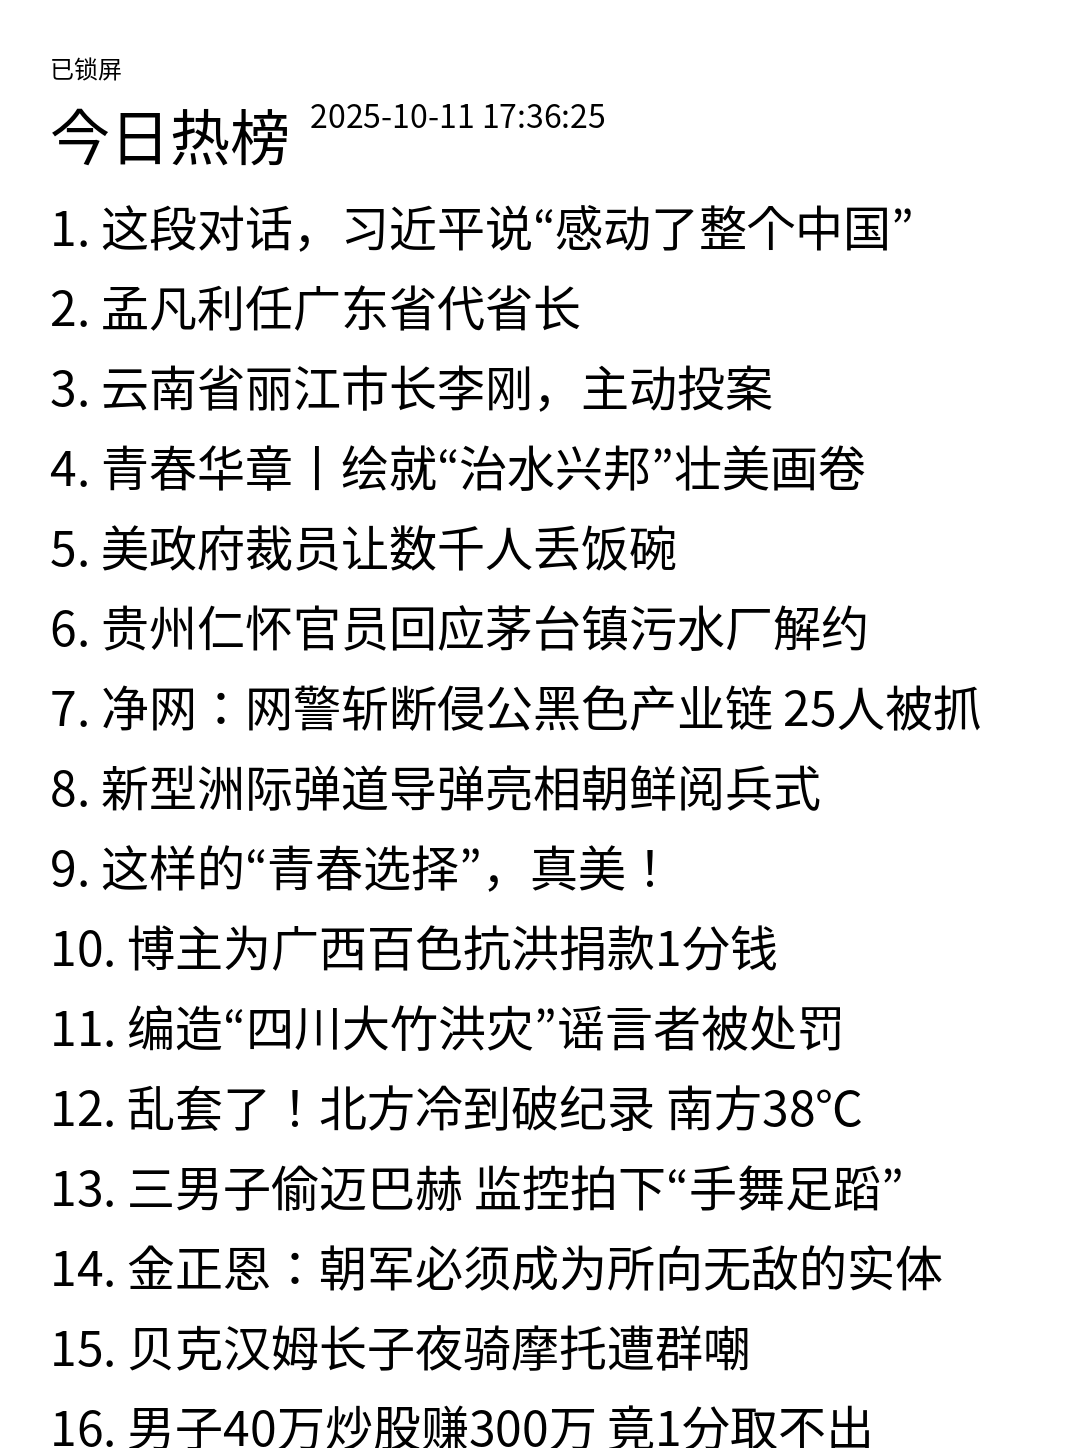 已锁屏
今日热榜 2025-10-11 17:36:25
1. 这段对话，习近平说“感动了整个中国”
2. 孟凡利任广东省代省长
3. 云南省丽江市长李刚，主动投案
4. 青春华章丨绘就“治水兴邦”壮美画卷
5. 美政府裁员让数千人丢饭碗
6. 贵州仁怀官员回应茅台镇污水厂解约
7. 净网：网警斩断侵公黑色产业链 25人被抓
8. 新型洲际弹道导弹亮相朝鲜阅兵式
9. 这样的“青春选择”，真美！
10. 博主为广西百色抗洪捐款1分钱
11. 编造“四川大竹洪灾”谣言者被处罚
12. 乱套了！北方冷到破纪录 南方38℃
13. 三男子偷迈巴赫 监控拍下“手舞足蹈”
14. 金正恩：朝军必须成为所向无敌的实体
15. 贝克汉姆长子夜骑摩托遭群嘲
16. 男子40万炒股赚300万 竟1分取不出